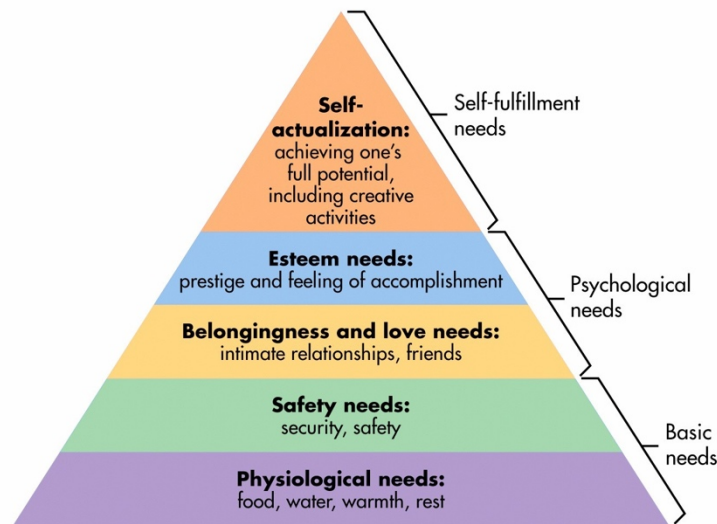 Self-
actualization:
achieving one's
full potential,
including creative
activities
Self-fulfillment
needs
Esteem needs:
prestige and feeling of accomplishment
Psychological
needs
Belongingness and love needs:
intimate relationships, friends
Safety needs:
security, safety
Basic
needs
Physiological needs:
food, water, warmth, rest